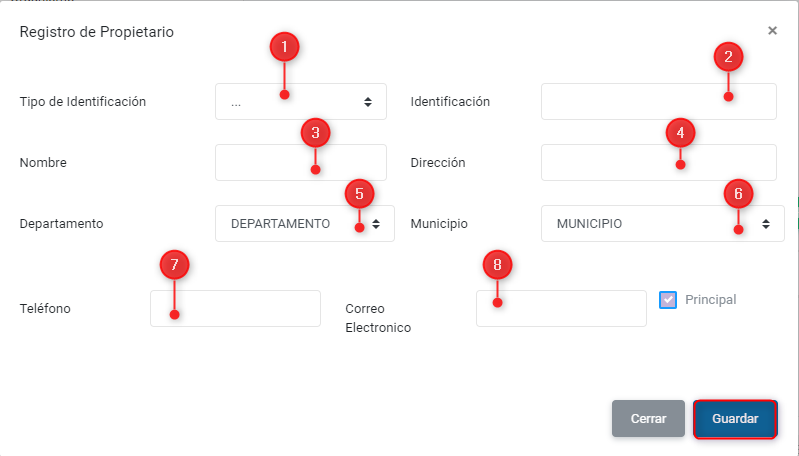 Registro de Propietario
×
1
2
Tipo de Identificación
...
Identificación
3
4
Nombre
Dirección
5
6
Departamento
DEPARTAMENTO
Municipio
MUNICIPIO
7
8
Teléfono
Correo
Electronico
Principal
Cerrar
Guardar